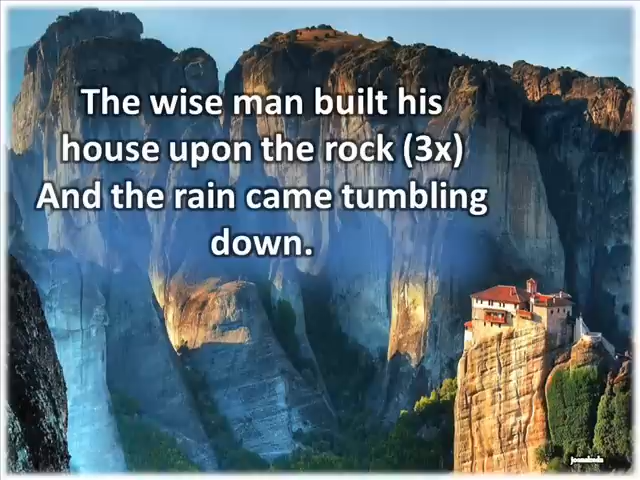 The wise man built his
house upon the rock (3x)
And the rain came tumbling
down.